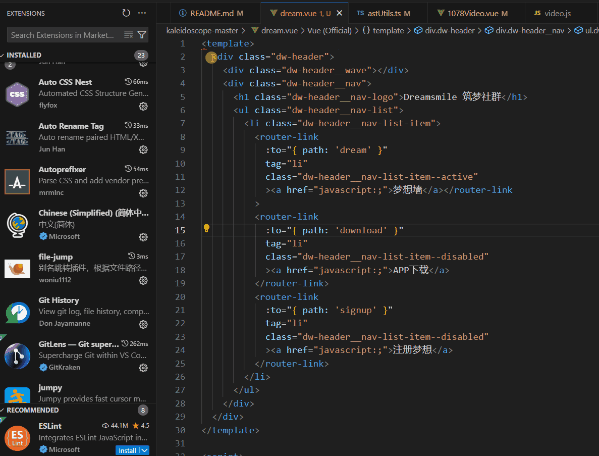 EXTENSIONS
Search Extensions in Market...
INSTALLED 23
2
Auto CSS Nest 66ms
Automated CSS Structure Gen...
flyfox
Auto Rename Tag 33ms
Auto rename paired HTML/X...
Jun Han
Autoprefixer 54ms
Parse CSS and add vendor pre...
mrmlnc
Chinese (Simplified) (简体中...
中文(简体)
Microsoft
file-jump 3ms
别名跳转插件，根据文件路径...
woniu1112
Git History
View git log, file history, comp...
Don Jayamanne
GitLens — Git super... 262ms
Supercharge Git within VS Co...
GitKraken
jumpy
Jumpy provides fast cursor m...
RECOMMENDED 8
ESLint 44.1M 4.5
Integrates ESLint JavaScript in...
Microsoft Install
README.md M dream.vue 1, U astUtils.ts M 1078Video.vue M JS video.js
kaleidoscope-master > dream.vue > Vue (Official) > {} template > div.dw-header > div.dw-header__nav > ul.dw
1 <template>
2 <div class="dw-header">
3 <div class="dw-header__wave"></div>
4 <div class="dw-header__nav">
5 <h1 class="dw-header__nav-logo">Dreamsmile 筑梦社群</h1>
6 <ul class="dw-header__nav-list">
7 <li class="dw-header__nav-list-item">
8 <router-link
9 :to="{ path: 'dream' }"
10 tag="li"
11 class="dw-header__nav-list-item--active"
12 ><a href="javascript:;">梦想墙</a></router-link
13 >
14 <router-link
15 :to="{ path: 'download' }"
16 tag="li"
17 class="dw-header__nav-list-item--disabled"
18 ><a href="javascript:;">APP下载</a>
19 </router-link>
20 <router-link
21 :to="{ path: 'signup' }"
22 tag="li"
23 class="dw-header__nav-list-item--disabled"
24 ><a href="javascript:;">注册梦想</a>
25 </router-link>
26 </li>
27 </ul>
28 </div>
29 </div>
30 </template>
31